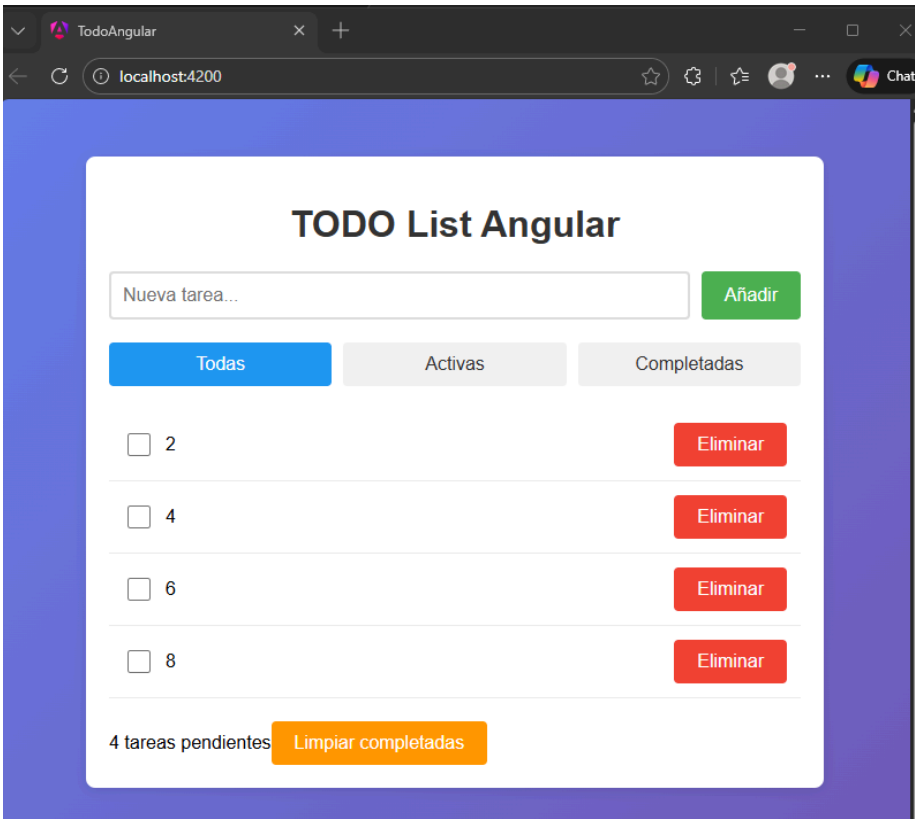 TodoAngular
localhost:4200
Chat
TODO List Angular
Nueva tarea...
Añadir
Todas Activas Completadas
2 Eliminar
4 Eliminar
6 Eliminar
8 Eliminar
4 tareas pendientes Limpiar completadas